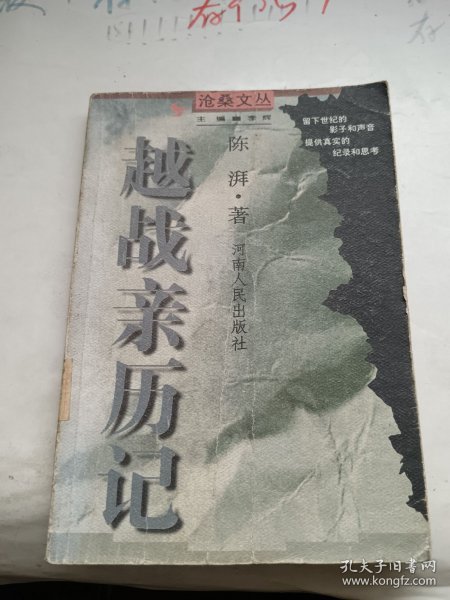 沧桑文丛
主编 李辉
留下世纪的
影子和声音
提供真实的
纪录和思考
陈湃·著
河南人民出版社
越战亲历记
孔夫子旧书网
www.kongfz.com